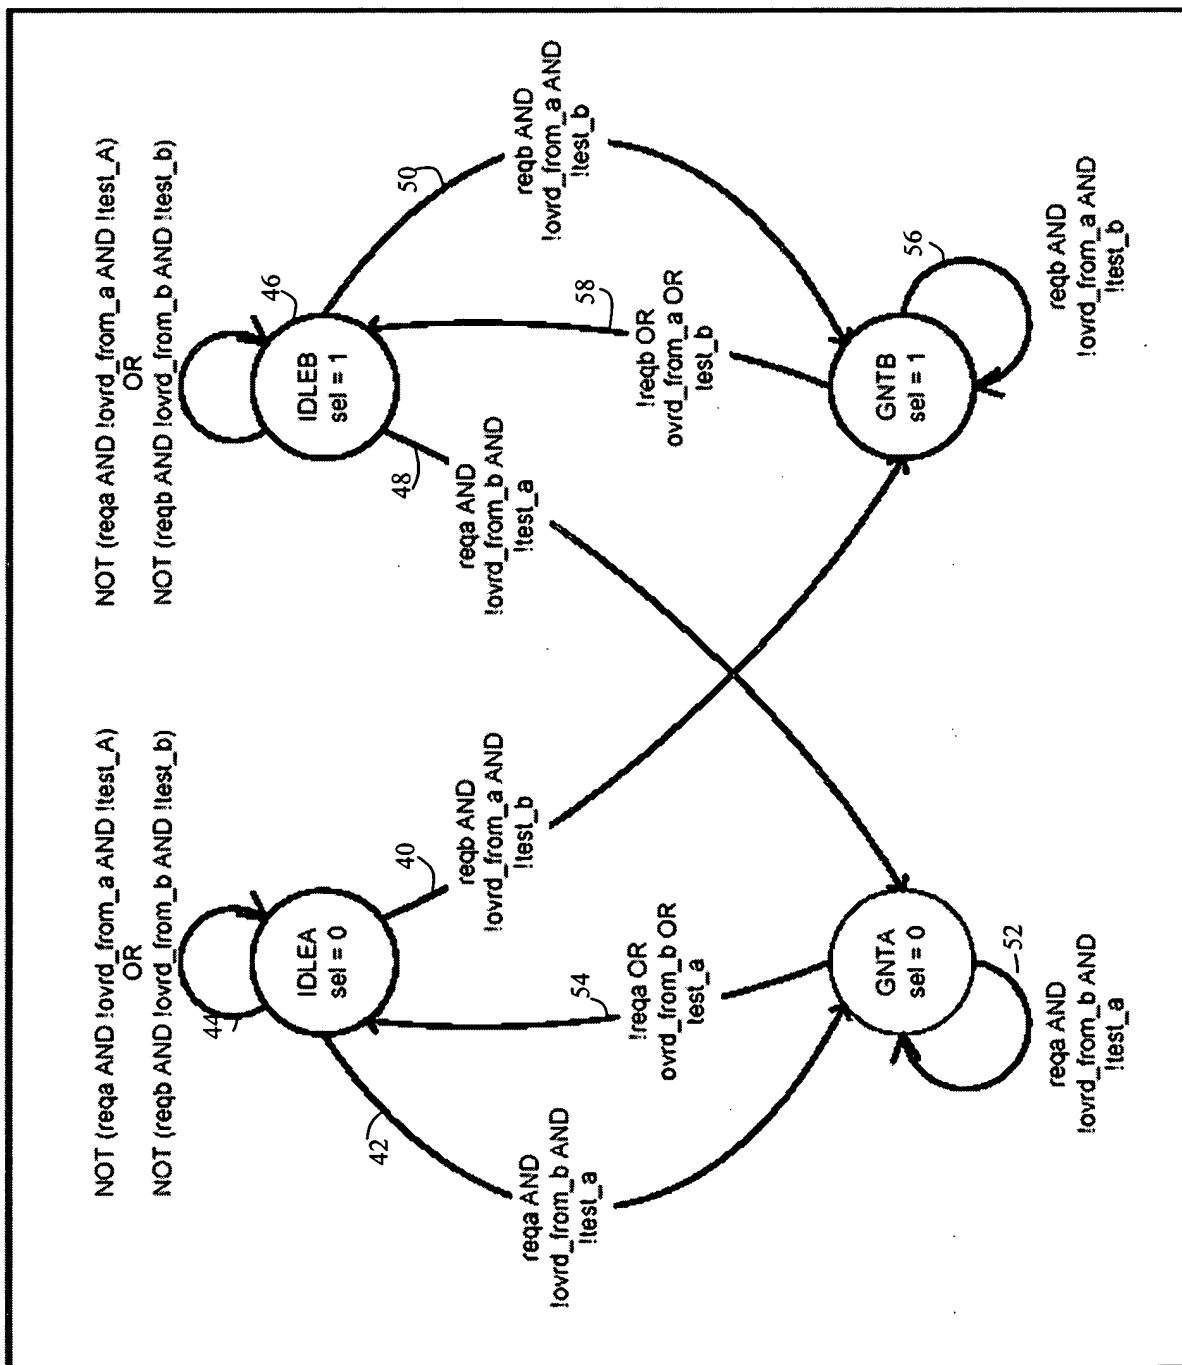 NOT (reqa AND !ovrd_from_a AND !test_A)
OR
NOT (reqb AND !ovrd_from_b AND !test_b)
NOT (reqa AND !ovrd_from_a AND !test_A)
OR
NOT (reqb AND !ovrd_from_b AND !test_b)
44
IDLEA
sel = 0
46
IDLEB
sel = 1
42
40
48
50
reqa AND
!ovrd_from_b AND
!test_a
reqb AND
!ovrd_from_a AND
!test_b
reqa AND
!ovrd_from_b AND
!test_a
reqb AND
!ovrd_from_a AND
!test_b
54
!reqa OR
ovrd_from_b OR
test_a
58
!reqb OR
ovrd_from_a OR
test_b
GNTA
sel = 0
GNTB
sel = 1
52
reqa AND
!ovrd_from_b AND
!test_a
56
reqb AND
!ovrd_from_a AND
!test_b